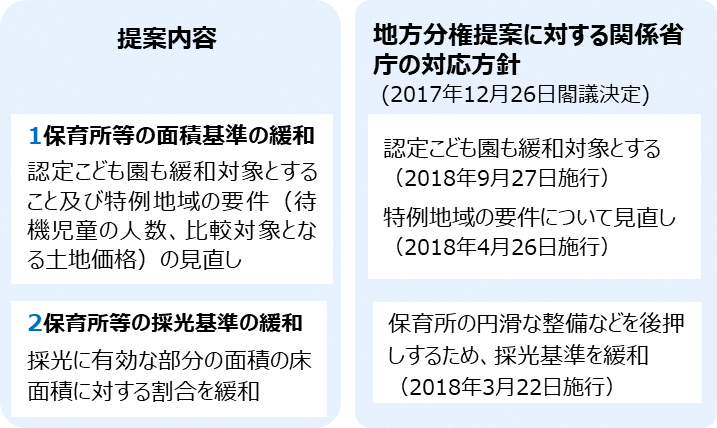 提案内容
1保育所等の面積基準の緩和
認定こども園も緩和対象とする
こと及び特例地域の要件（待
機児童の人数、比較対象とな
る土地価格）の見直し
2保育所等の採光基準の緩和
採光に有効な部分の面積の床
面積に対する割合を緩和
地方分権提案に対する関係省
庁の対応方針
(2017年12月26日閣議決定)
認定こども園も緩和対象とする
（2018年9月27日施行）
特例地域の要件について見直し
（2018年4月26日施行）
保育所の円滑な整備などを後押
しするため、採光基準を緩和
（2018年3月22日施行）